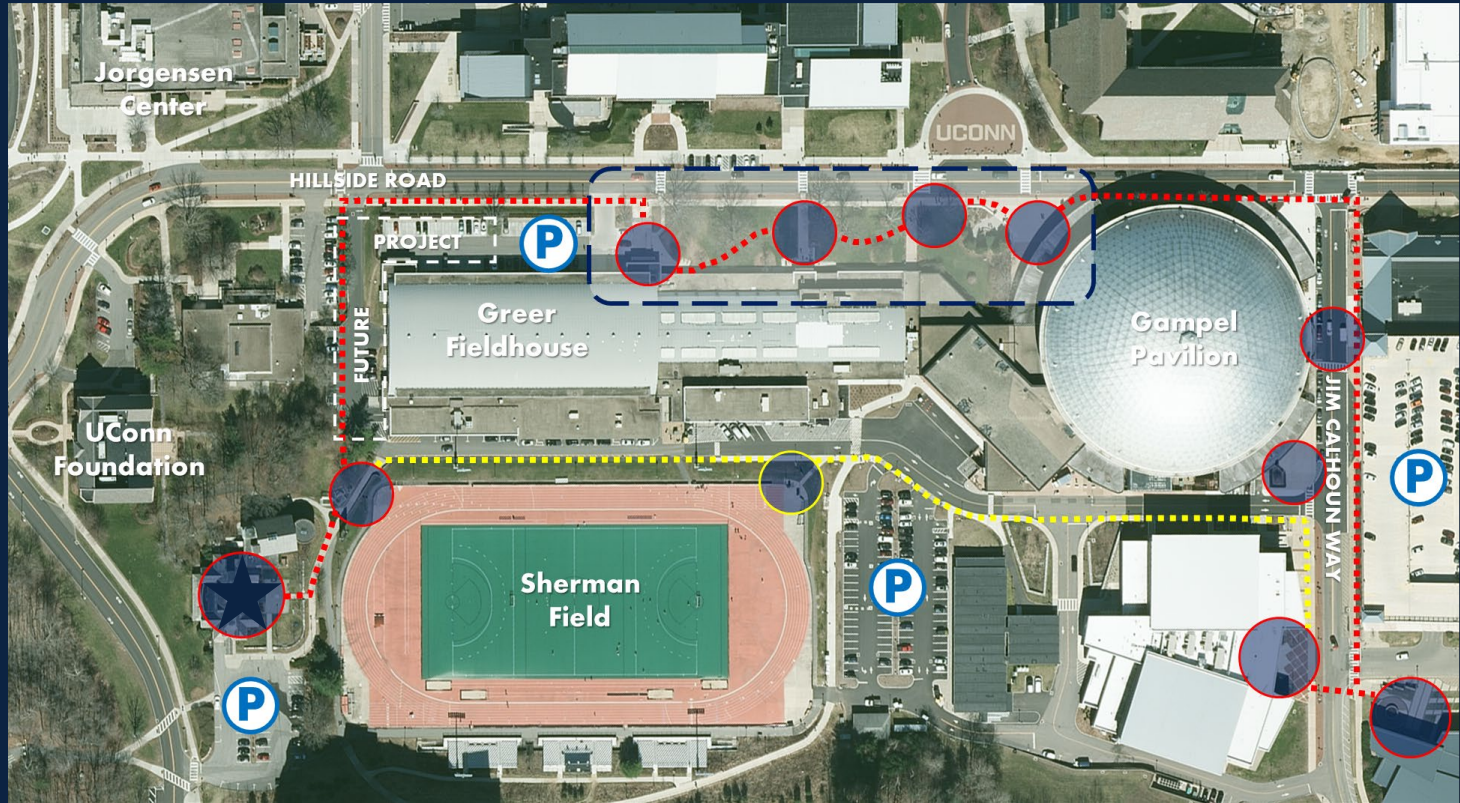 Jorgensen
Center
UCONN
HILLSIDE ROAD
PROJECT
P
FUTURE
Greer
Fieldhouse
Gampel
Pavilion
JIM CALHOUN WAY
UConn
Foundation
P
Sherman
Field
P
P